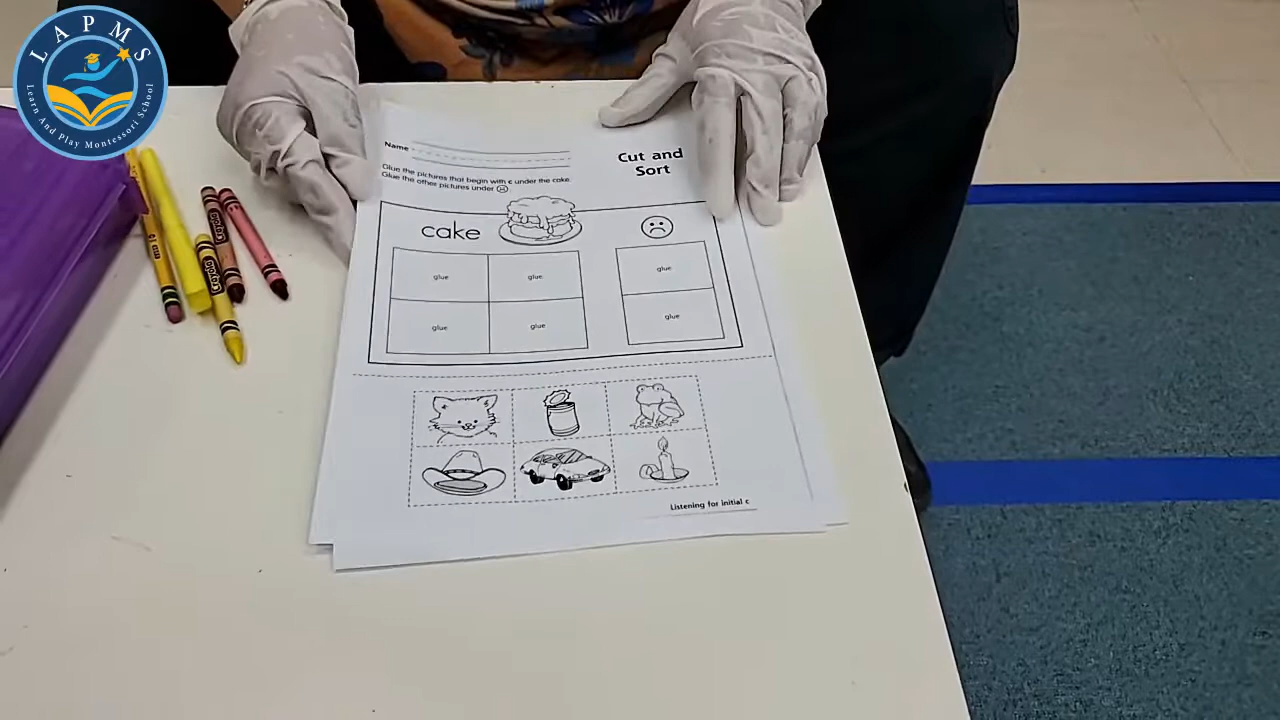 LAPMS
Learn And Play Montessori School
Name
Cut and
Sort
Glue the pictures that begin with c under the cake.
Glue the other pictures under
cake
glue
glue
glue
glue
glue
glue
Listening for initial c